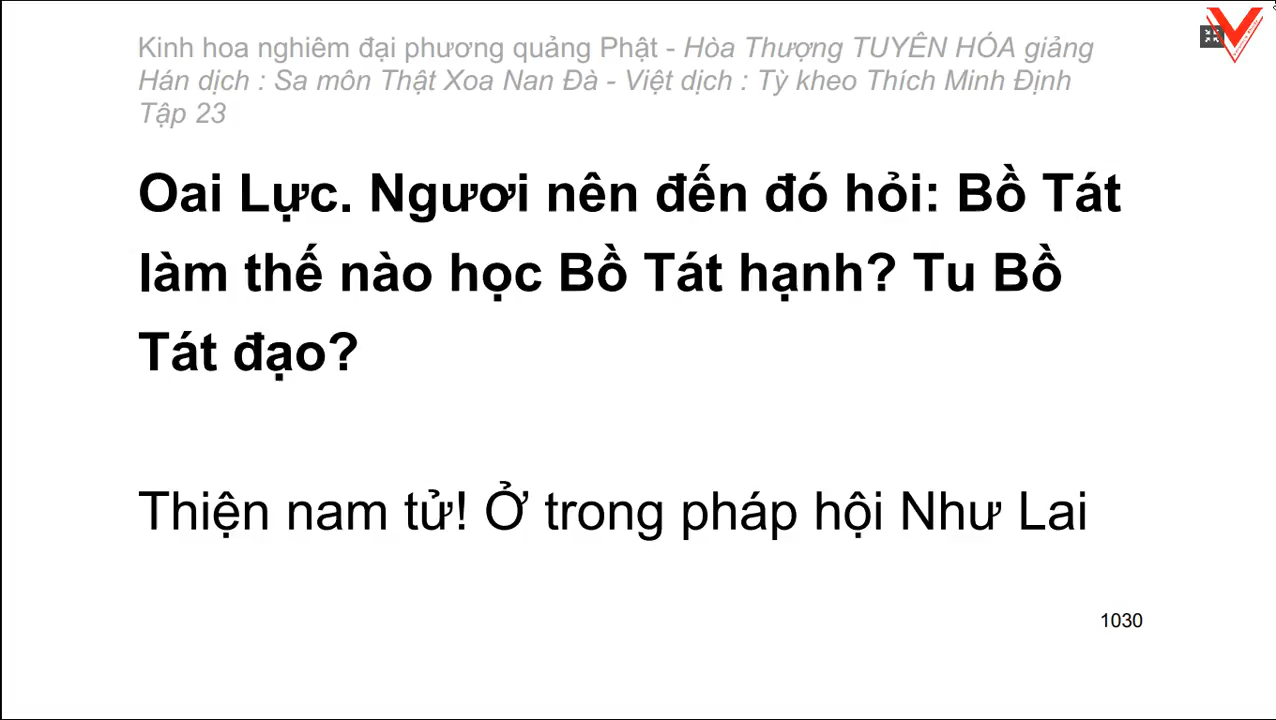 Kinh hoa nghiêm đại phương quảng Phật - Hòa Thượng TUYÊN HÓA giảng
Hán dịch : Sa môn Thật Xoa Nan Đà - Việt dịch : Tỳ kheo Thích Minh Định
Tập 23
Oai Lực. Ngươi nên đến đó hỏi: Bồ Tát
làm thế nào học Bồ Tát hạnh? Tu Bồ
Tát đạo?
Thiện nam tử! Ở trong pháp hội Như Lai
1030